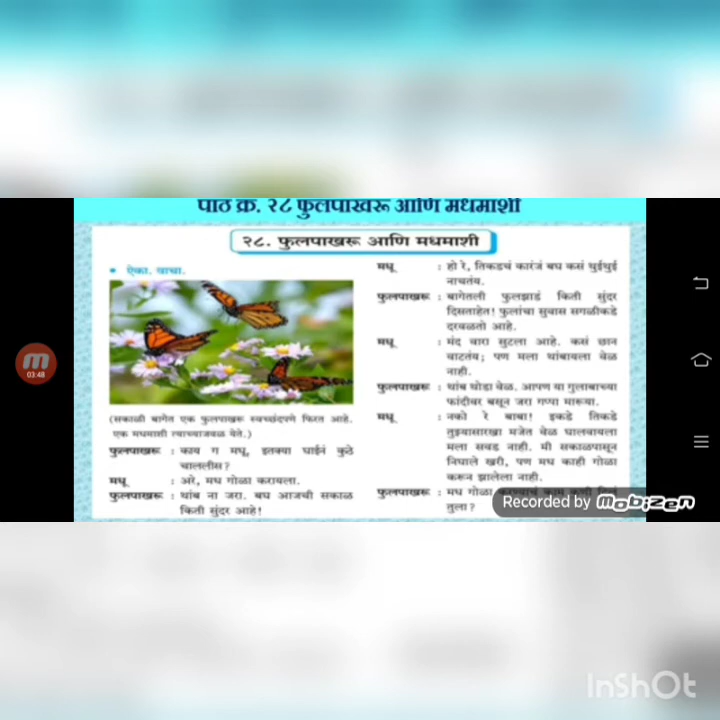 पाठ क्र. २८ फुलपाखरू आणि मधमाशी
२८. फुलपाखरू आणि मधमाशी
• ऐका. वाचा.
(सकाळी बागेत एक फुलपाखरू स्वच्छंदपणे फिरत आहे.
एक मधमाशी त्याच्याजवळ येते.)
फुलपाखरू : काय ग मधू, इतक्या घाईनं कुठे
चाललीस?
मधू : अरे, मध गोळा करायला.
फुलपाखरू : थांब ना जरा. बघ आजची सकाळ
किती सुंदर आहे!
मधू : हो रे, तिकडचं कारंजं बघ कसं थुईथुई
नाचतंय.
फुलपाखरू : बागेतली फुलझाडं किती सुंदर
दिसताहेत! फुलांचा सुवास सगळीकडे
दरवळतो आहे.
मधू : मंद वारा सुटला आहे. कसं छान
वाटतंय; पण मला थांबायला वेळ
नाही.
फुलपाखरू : थांब थोडा वेळ. आपण या गुलाबाच्या
फांदीवर बसून जरा गप्पा मारूया.
मधू : नको रे बाबा! इकडे तिकडे
तुझ्यासारखा मजेत वेळ घालवायला
मला सवड नाही. मी सकाळपासून
निघाले खरी, पण मध काही गोळा
करून झालेला नाही.
फुलपाखरू : मध गोळा
तुला?
Recorded by Mobizen
03:48
InShOt